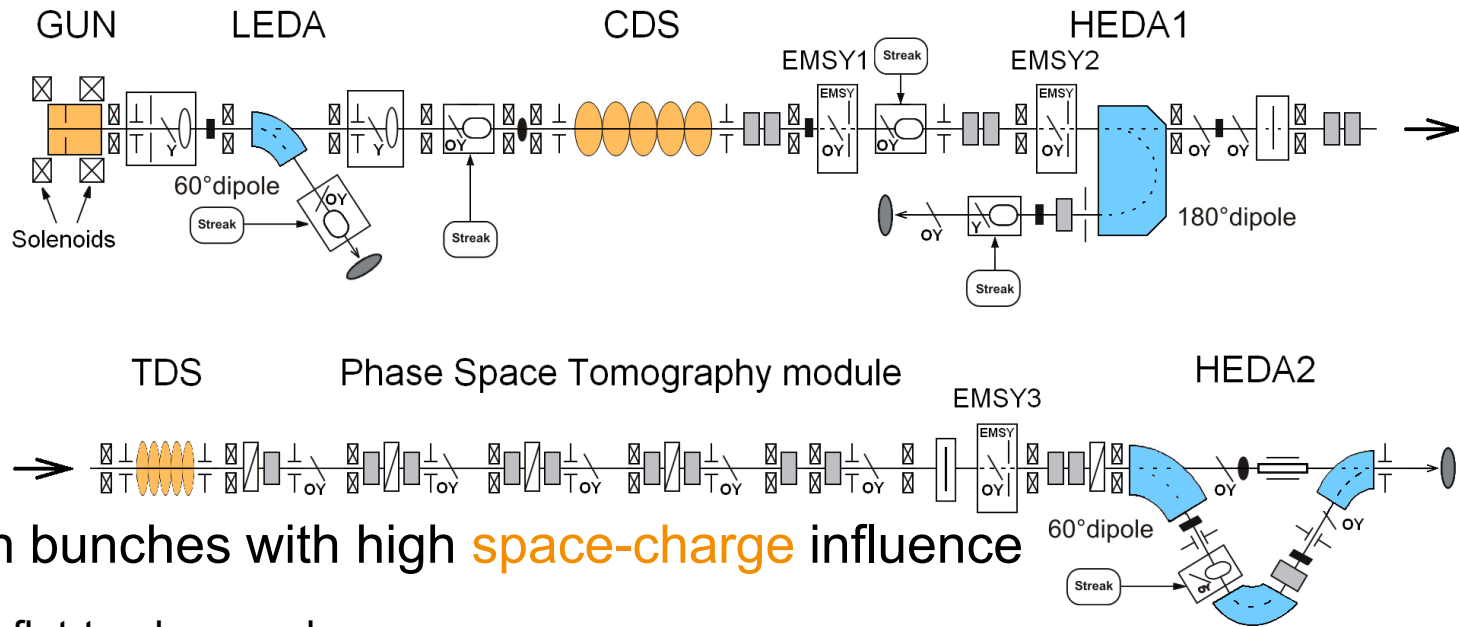 GUN LEDA CDS HEDA1
EMSY1 Streak EMSY2
EMSY EMSY
Y Y OY OY OY OY OY OY
60°dipole
OY
Streak Streak
Solenoids
180°dipole
OY Y
Streak
TDS Phase Space Tomography module HEDA2
EMSY3
EMSY
OY OY OY OY OY OY OY
60°dipole OY
n bunches with high space-charge influence
Streak OY